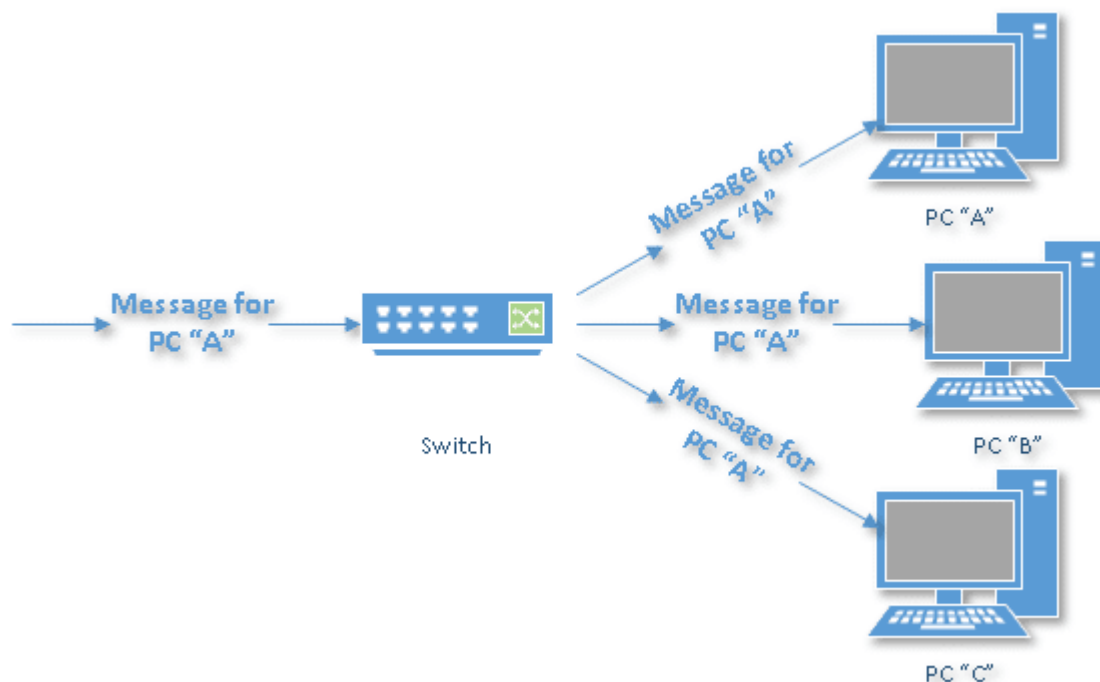 Message for
PC “A”
Switch
Message for
PC “A”
PC “A”
Message for
PC “A”
PC “B”
Message for
PC “A”
PC “C”